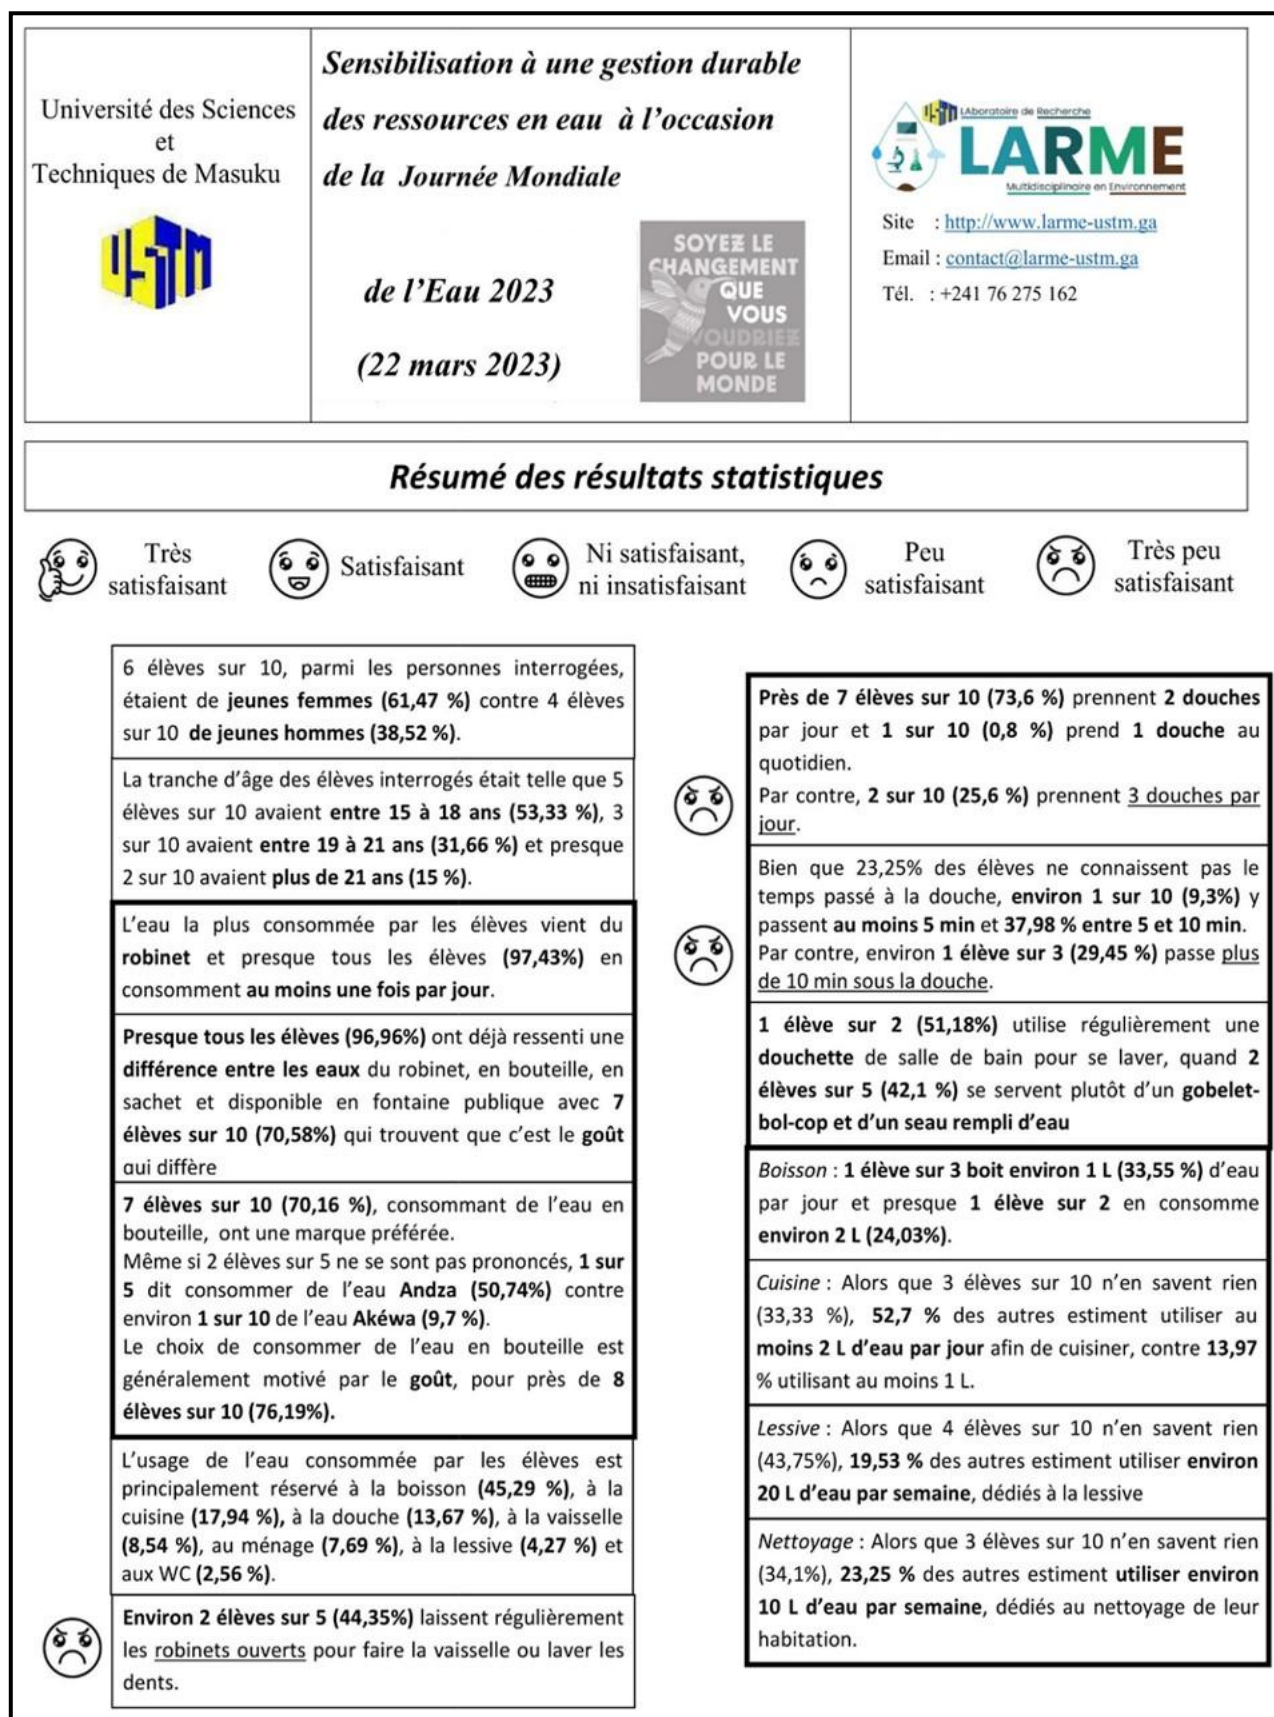 Université des Sciences
et
Techniques de Masuku
USTM
Sensibilisation à une gestion durable
des ressources en eau à l'occasion
de la Journée Mondiale
de l'Eau 2023
(22 mars 2023)
SOYEZ LE
CHANGEMENT
QUE
VOUS
VOUDRIEZ
POUR LE
MONDE
USTM LAboratoire de Recherche
LARME
Multidisciplinaire en Environnement
Site : http://www.larme-ustm.ga
Email : contact@larme-ustm.ga
Tél. : +241 76 275 162
Résumé des résultats statistiques
Très
satisfaisant
Satisfaisant
Ni satisfaisant,
ni insatisfaisant
Peu
satisfaisant
Très peu
satisfaisant
6 élèves sur 10, parmi les personnes interrogées,
étaient de jeunes femmes (61,47 %) contre 4 élèves
sur 10 de jeunes hommes (38,52 %).
La tranche d'âge des élèves interrogés était telle que 5
élèves sur 10 avaient entre 15 à 18 ans (53,33 %), 3
sur 10 avaient entre 19 à 21 ans (31,66 %) et presque
2 sur 10 avaient plus de 21 ans (15 %).
L'eau la plus consommée par les élèves vient du
robinet et presque tous les élèves (97,43%) en
consomment au moins une fois par jour.
Presque tous les élèves (96,96%) ont déjà ressenti une
différence entre les eaux du robinet, en bouteille, en
sachet et disponible en fontaine publique avec 7
élèves sur 10 (70,58%) qui trouvent que c'est le goût
qui diffère
7 élèves sur 10 (70,16 %), consommant de l'eau en
bouteille, ont une marque préférée.
Même si 2 élèves sur 5 ne se sont pas prononcés, 1 sur
5 dit consommer de l'eau Andza (50,74%) contre
environ 1 sur 10 de l'eau Akéwa (9,7 %).
Le choix de consommer de l'eau en bouteille est
généralement motivé par le goût, pour près de 8
élèves sur 10 (76,19%).
L'usage de l'eau consommée par les élèves est
principalement réservé à la boisson (45,29 %), à la
cuisine (17,94 %), à la douche (13,67 %), à la vaisselle
(8,54 %), au ménage (7,69 %), à la lessive (4,27 %) et
aux WC (2,56 %).
Environ 2 élèves sur 5 (44,35%) laissent régulièrement
les robinets ouverts pour faire la vaisselle ou laver les
dents.
Près de 7 élèves sur 10 (73,6 %) prennent 2 douches
par jour et 1 sur 10 (0,8 %) prend 1 douche au
quotidien.
Par contre, 2 sur 10 (25,6 %) prennent 3 douches par
jour.
Bien que 23,25% des élèves ne connaissent pas le
temps passé à la douche, environ 1 sur 10 (9,3%) y
passent au moins 5 min et 37,98 % entre 5 et 10 min.
Par contre, environ 1 élève sur 3 (29,45 %) passe plus
de 10 min sous la douche.
1 élève sur 2 (51,18%) utilise régulièrement une
douchette de salle de bain pour se laver, quand 2
élèves sur 5 (42,1 %) se servent plutôt d'un gobelet-
bol-cop et d'un seau rempli d'eau
Boisson : 1 élève sur 3 boit environ 1 L (33,55 %) d'eau
par jour et presque 1 élève sur 2 en consomme
environ 2 L (24,03%).
Cuisine : Alors que 3 élèves sur 10 n'en savent rien
(33,33 %), 52,7 % des autres estiment utiliser au
moins 2 L d'eau par jour afin de cuisiner, contre 13,97
% utilisant au moins 1 L.
Lessive : Alors que 4 élèves sur 10 n'en savent rien
(43,75%), 19,53 % des autres estiment utiliser environ
20 L d'eau par semaine, dédiés à la lessive
Nettoyage : Alors que 3 élèves sur 10 n'en savent rien
(34,1%), 23,25 % des autres estiment utiliser environ
10 L d'eau par semaine, dédiés au nettoyage de leur
habitation.